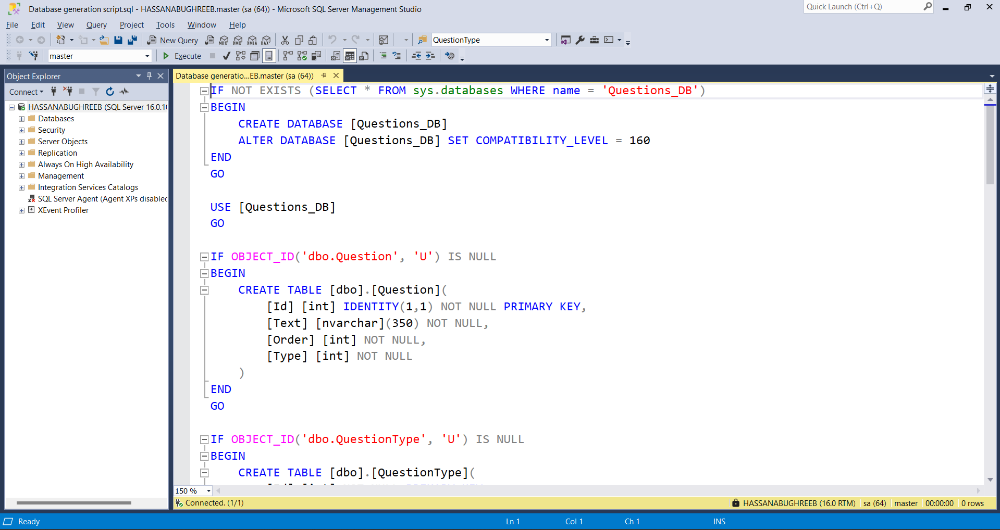 Database generation script.sql - HASSANABUGHREEB.master (sa (64)) - Microsoft SQL Server Management Studio
Quick Launch (Ctrl+Q)
File Edit View Query Project Tools Window Help
New Query MDX DMX XMLA DAX QuestionType
master Execute
Object Explorer
Database generatio...EB.master (sa (64))
Connect
HASSANABUGHREEB (SQL Server 16.0.10
Databases
Security
Server Objects
Replication
Always On High Availability
Management
Integration Services Catalogs
SQL Server Agent (Agent XPs disabled
XEvent Profiler
IF NOT EXISTS (SELECT * FROM sys.databases WHERE name = 'Questions_DB')
BEGIN
CREATE DATABASE [Questions_DB]
ALTER DATABASE [Questions_DB] SET COMPATIBILITY_LEVEL = 160
END
GO
USE [Questions_DB]
GO
IF OBJECT_ID('dbo.Question', 'U') IS NULL
BEGIN
CREATE TABLE [dbo].[Question](
[Id] [int] IDENTITY(1,1) NOT NULL PRIMARY KEY,
[Text] [nvarchar](350) NOT NULL,
[Order] [int] NOT NULL,
[Type] [int] NOT NULL
)
END
GO
IF OBJECT_ID('dbo.QuestionType', 'U') IS NULL
BEGIN
CREATE TABLE [dbo].[QuestionType](
150 %
Connected. (1/1)
HASSANABUGHREEB (16.0 RTM) sa (64) master 00:00:00 0 rows
Ready Ln 1 Col 1 Ch 1 INS